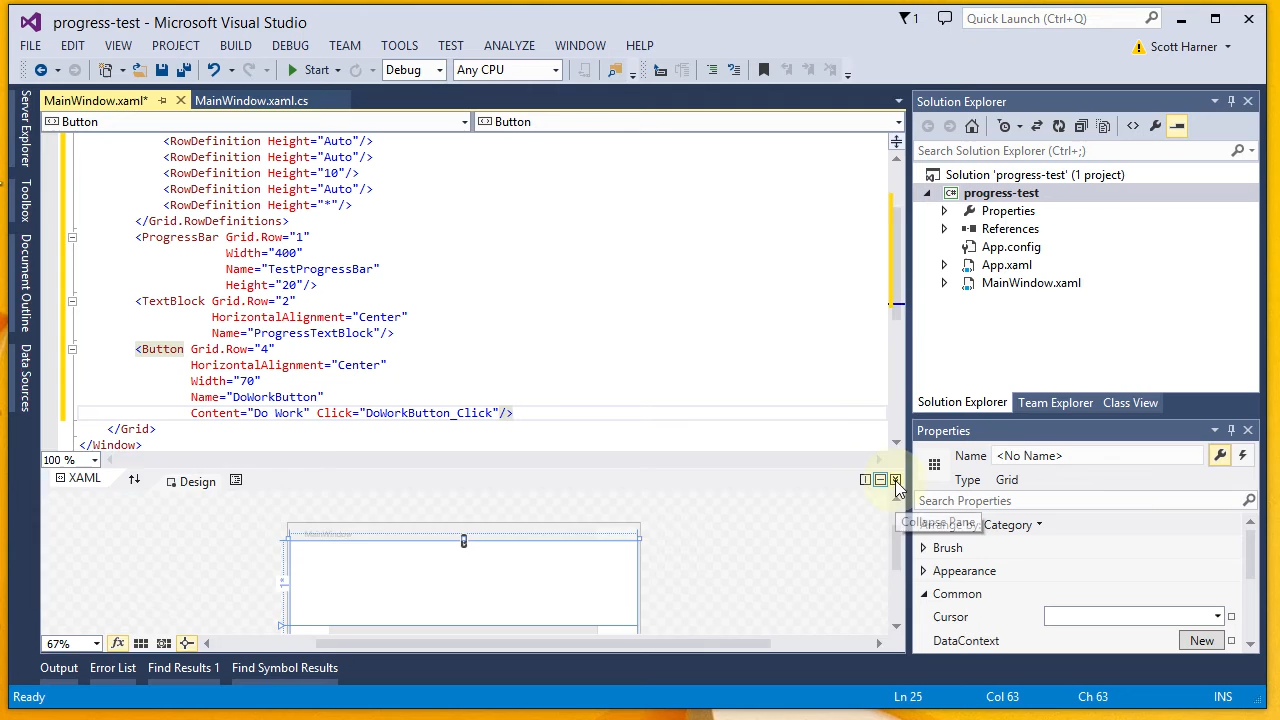 progress-test - Microsoft Visual Studio
1
Quick Launch (Ctrl+Q)
FILE EDIT VIEW PROJECT BUILD DEBUG TEAM TOOLS TEST ANALYZE WINDOW HELP
Scott Harner
Start Debug Any CPU
Server Explorer
Toolbox
Document Outline
Data Sources
MainWindow.xaml* MainWindow.xaml.cs
Button Button
<RowDefinition Height="Auto"/>
<RowDefinition Height="Auto"/>
<RowDefinition Height="10"/>
<RowDefinition Height="Auto"/>
<RowDefinition Height="*"/>
</Grid.RowDefinitions>
<ProgressBar Grid.Row="1"
Width="400"
Name="TestProgressBar"
Height="20"/>
<TextBlock Grid.Row="2"
HorizontalAlignment="Center"
Name="ProgressTextBlock"/>
<Button Grid.Row="4"
HorizontalAlignment="Center"
Width="70"
Name="DoWorkButton"
Content="Do Work" Click="DoWorkButton_Click"/>
</Grid>
</Window>
100 %
XAML Design
MainWindow
67% fx
Solution Explorer
Search Solution Explorer (Ctrl+;)
Solution 'progress-test' (1 project)
C# progress-test
Properties
References
App.config
App.xaml
MainWindow.xaml
Solution Explorer Team Explorer Class View
Properties
Name <No Name>
Type Grid
Search Properties
Collapse Pane
Arrange by: Category
Brush
Appearance
Common
Cursor
DataContext New
Output Error List Find Results 1 Find Symbol Results
Ready Ln 25 Col 63 Ch 63 INS